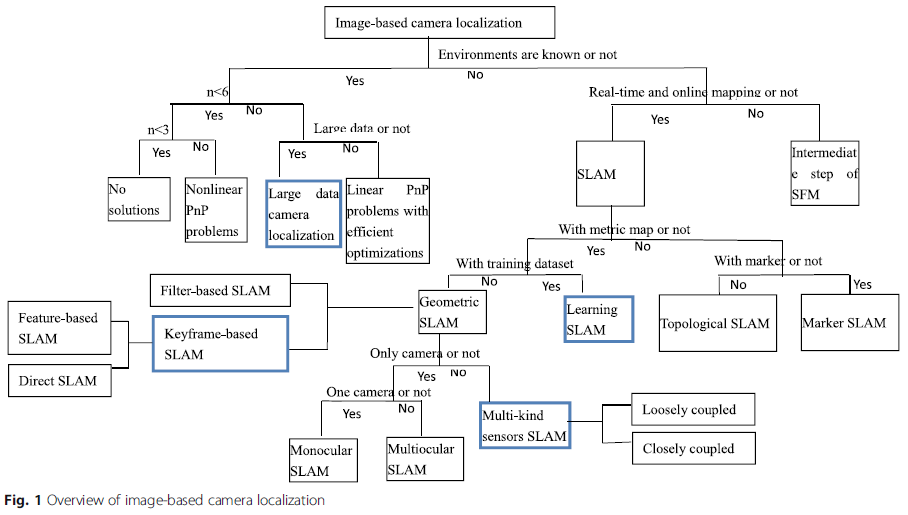 Image-based camera localization
Environments are known or not
Yes
No
n<6
Real-time and online mapping or not
Yes
No
Yes
No
n<3
Large data or not
Yes
No
Yes
No
No
solutions
Nonlinear
PnP
problems
Large data
camera
localization
Linear PnP
problems with
efficient
optimizations
SLAM
Intermediat
e step of
SFM
With metric map or not
Yes
No
With training dataset
With marker or not
No
Yes
No
Yes
Filter-based SLAM
Geometric
SLAM
Learning
SLAM
Topological SLAM
Marker SLAM
Feature-based
SLAM
Keyframe-based
SLAM
Direct SLAM
Only camera or not
Yes
No
One camera or not
Yes
No
Multi-kind
sensors SLAM
Loosely coupled
Closely coupled
Monocular
SLAM
Multiocular
SLAM
Fig. 1 Overview of image-based camera localization